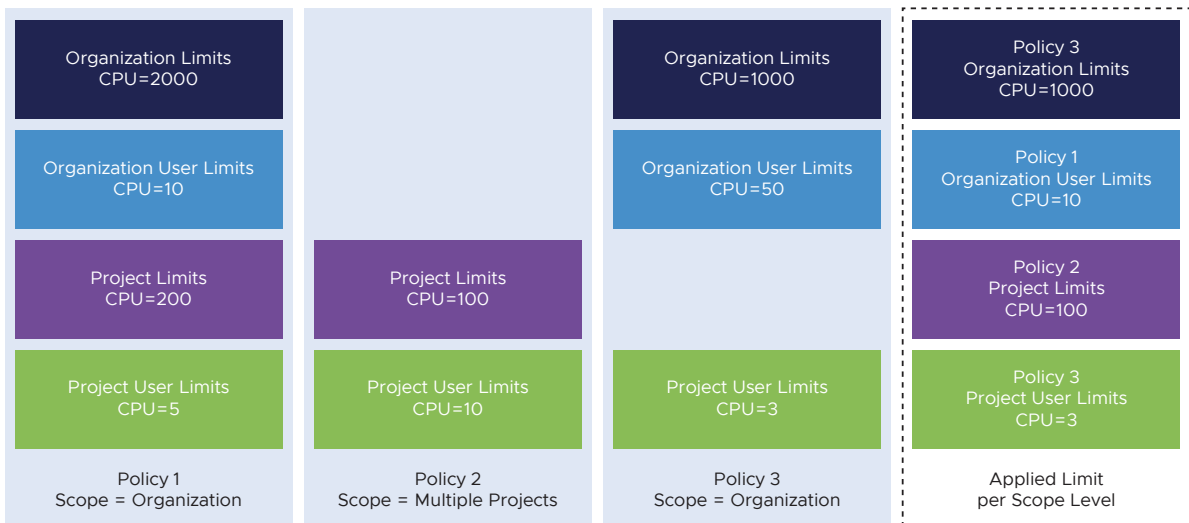 Organization Limits
CPU=2000
Organization User Limits
CPU=10
Project Limits
CPU=200
Project User Limits
CPU=5
Policy 1
Scope = Organization
Project Limits
CPU=100
Project User Limits
CPU=10
Policy 2
Scope = Multiple Projects
Organization Limits
CPU=1000
Organization User Limits
CPU=50
Project User Limits
CPU=3
Policy 3
Scope = Organization
Policy 3
Organization Limits
CPU=1000
Policy 1
Organization User Limits
CPU=10
Policy 2
Project Limits
CPU=100
Policy 3
Project User Limits
CPU=3
Applied Limit
per Scope Level